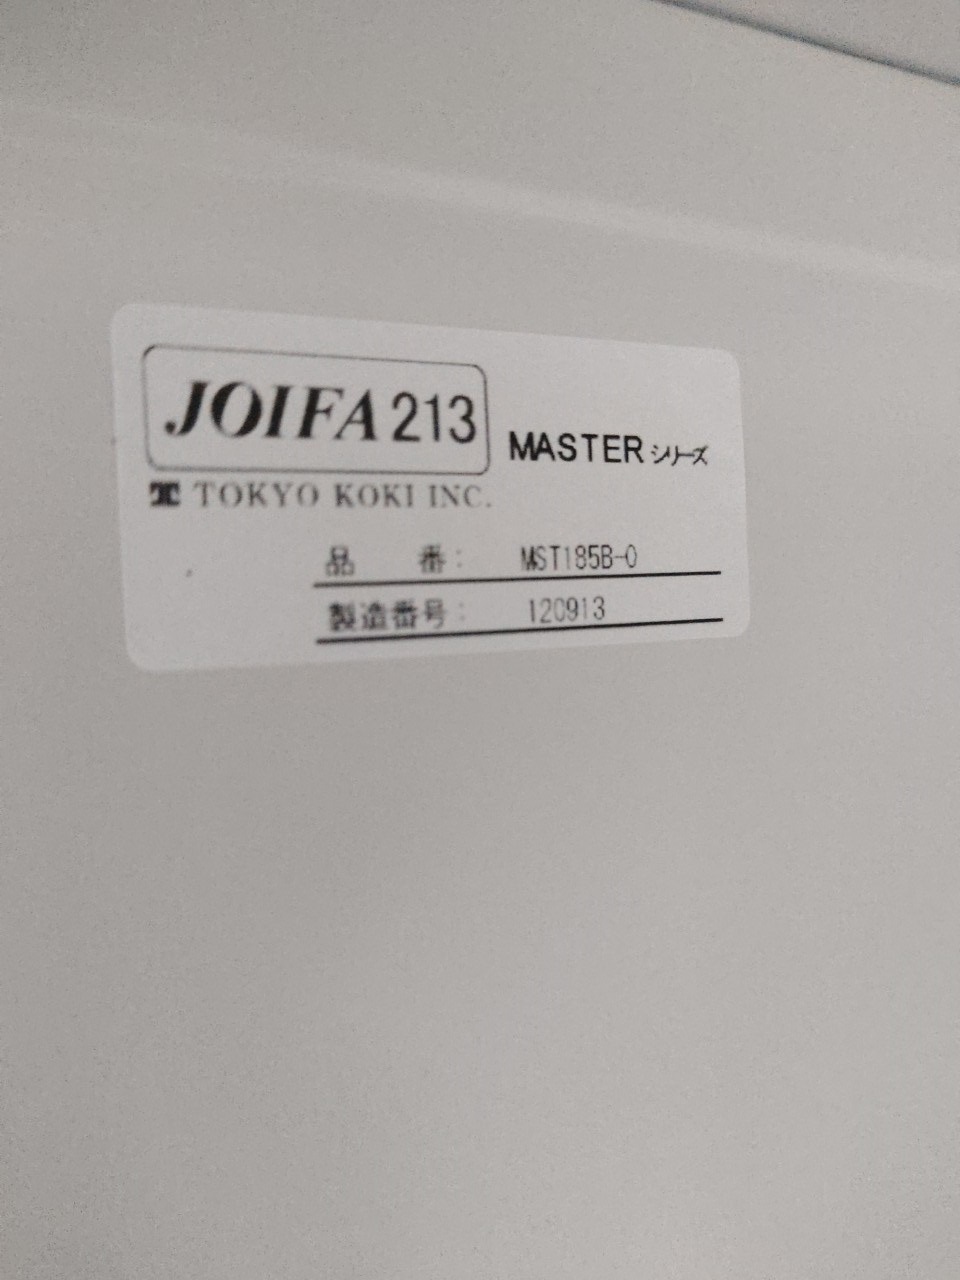 JOIFA 213
MASTERシリーズ
TOKYO KOKI INC.
品　番： MST185B-0
製造番号： 120913